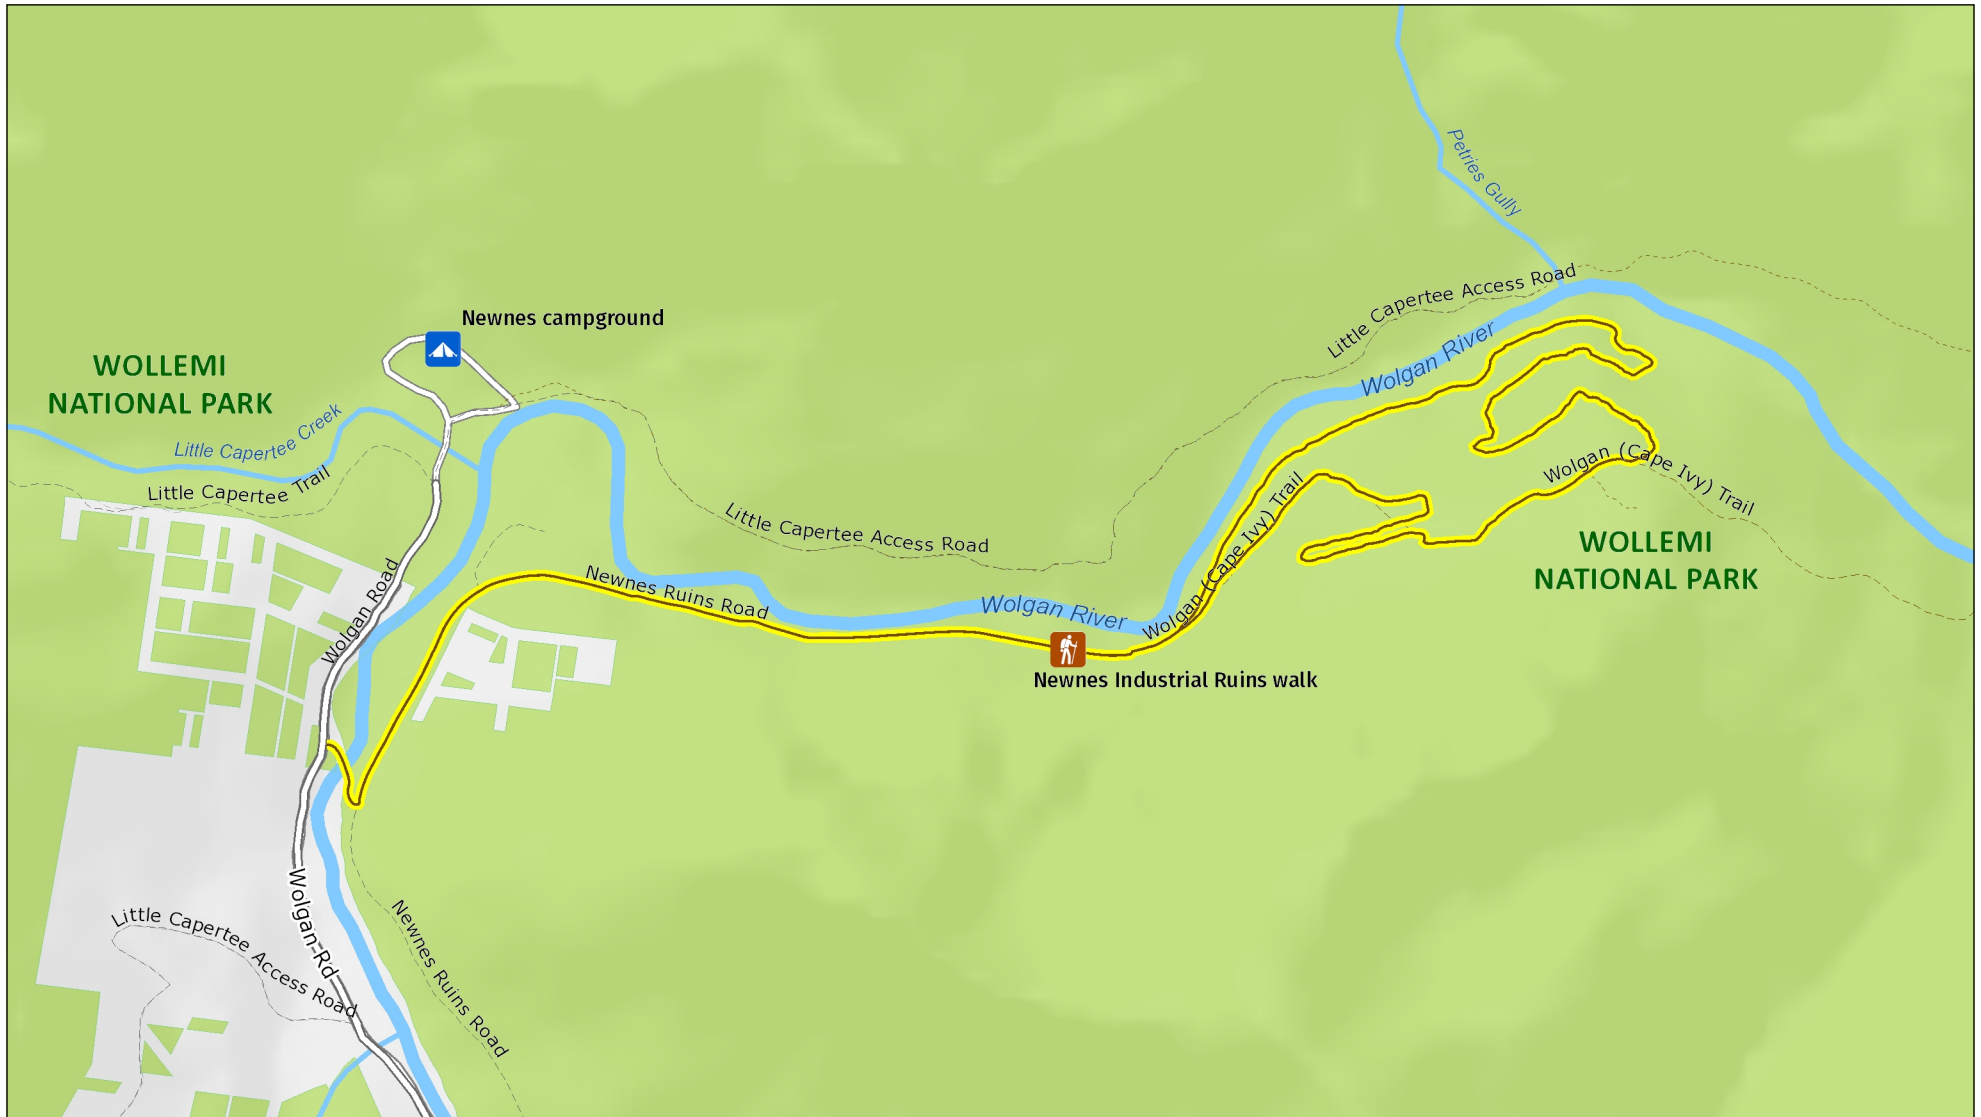 Petries Gully
Little Capertee Access Road
Newnes campground
Wolgan River
WOLLEMI
NATIONAL PARK
Little Capertee Creek
Little Capertee Trail
Wolgan (Cape Ivy) Trail
Little Capertee Access Road
WOLLEMI
NATIONAL PARK
Wolgan (Cape Ivy) Trail
Wolgan Road
Newnes Ruins Road
Wolgan River
Newnes Industrial Ruins walk
Wolgan-Rd
Little Capertee Access Road
Newnes Ruins Road